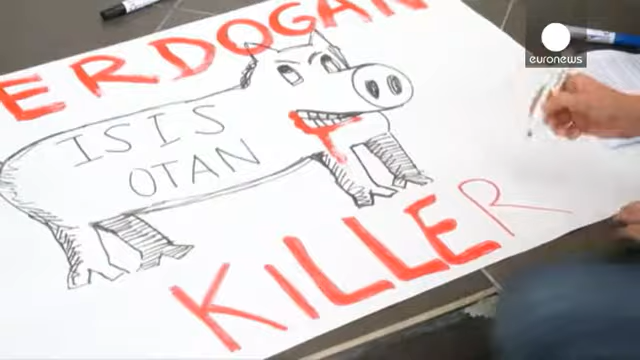 ERDOGAN
ISIS
OTAN
KILLER
euronews